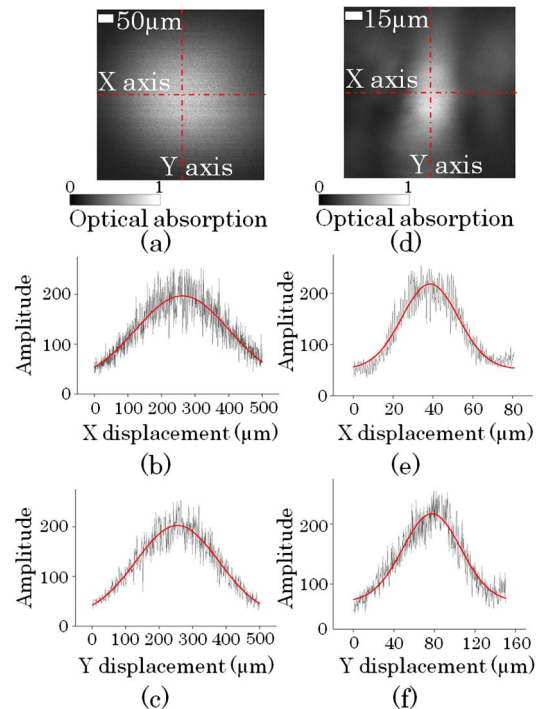 50µm
X axis
Y axis
0 1
Optical absorption
(a)
15µm
X axis
Y axis
0 1
Optical absorption
(d)
Amplitude
200
100
0
0 100 200 300 400 500
X displacement (µm)
(b)
Amplitude
200
100
0
0 20 40 60 80
X displacement (µm)
(e)
Amplitude
200
100
0
0 100 200 300 400 500
Y displacement (µm)
(c)
Amplitude
200
100
0
0 40 80 120 160
Y displacement (µm)
(f)